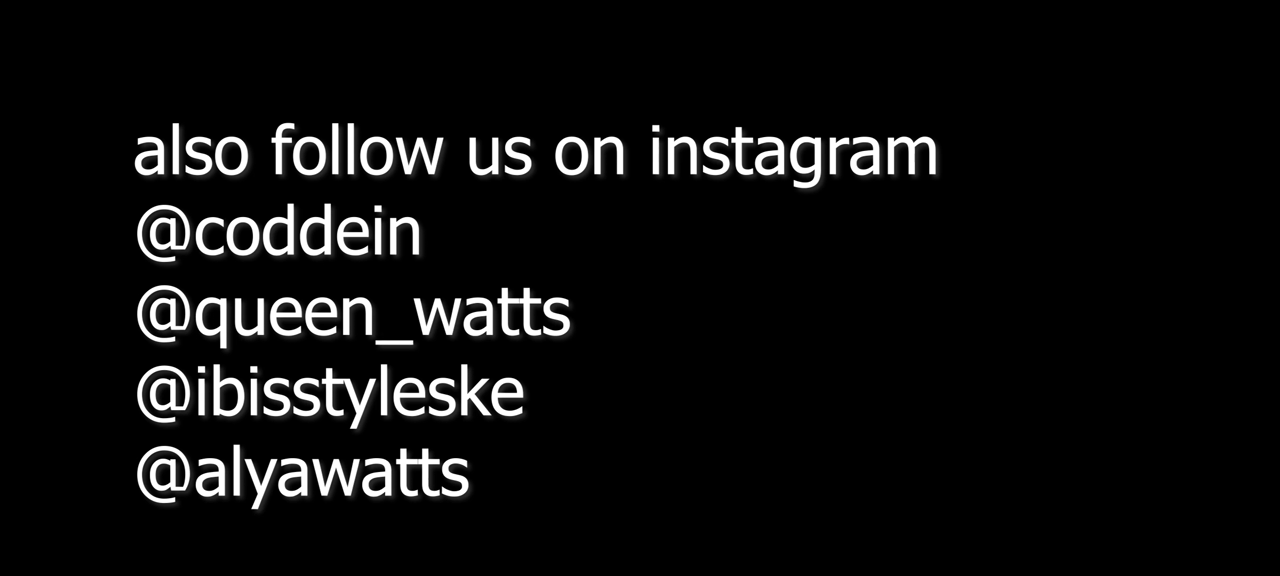 also follow us on instagram
@coddein
@queen_watts
@ibisstyleske
@alyawatts